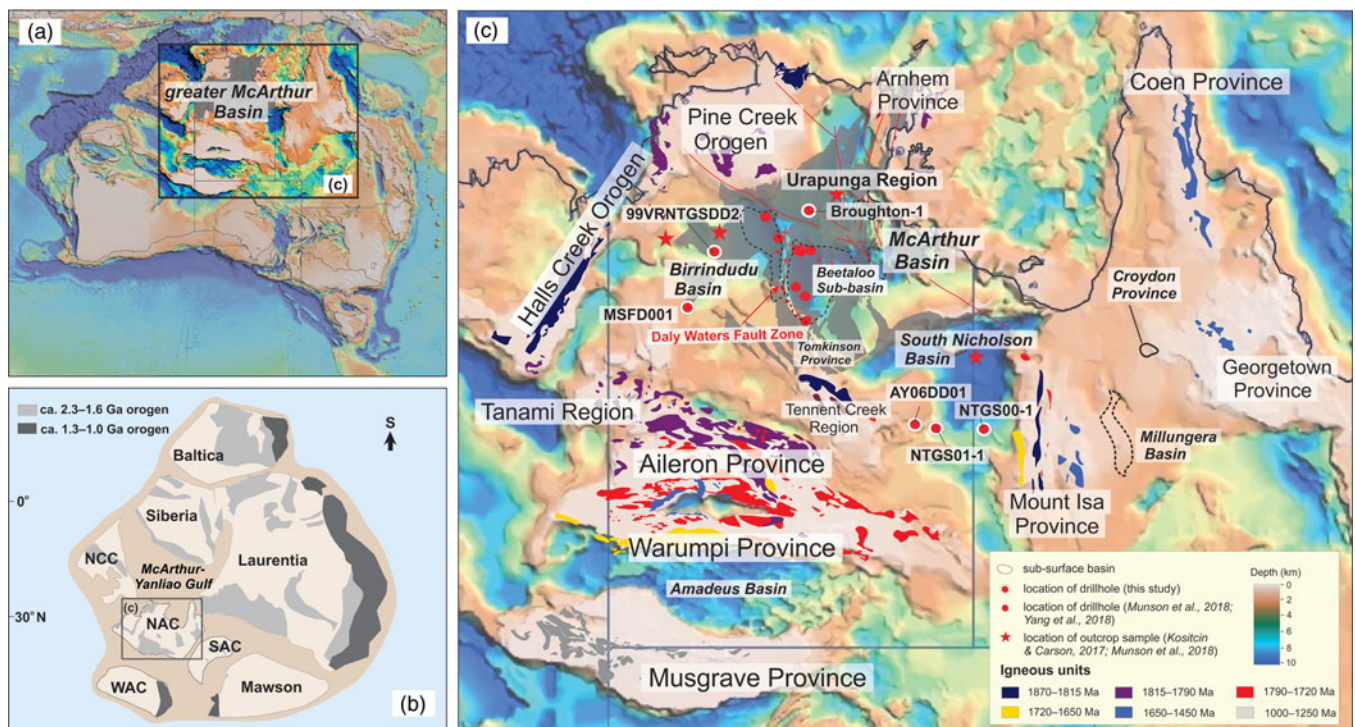 (a)
greater McArthur
Basin
(c)
ca. 2.3–1.6 Ga orogen
ca. 1.3–1.0 Ga orogen
S
Baltica
0°
Siberia
NCC
Laurentia
McArthur-
Yanliao Gulf
(c)
30°N
NAC
SAC
WAC
Mawson
(b)
(c)
Arnhem
Province
Coen Province
Pine Creek
Orogen
Urapunga Region
Halls Creek Orogen
99VRNTGSDD2
Broughton-1
McArthur
Basin
Birrindudu
Basin
Beetaloo
Sub-basin
Croydon
Province
MSFD001
Daly Waters Fault Zone
Tomkinson
Province
South Nicholson
Basin
Georgetown
Province
Tanami Region
Tennent Creek
Region
AY06DD01
NTGS00-1
NTGS01-1
Millungera
Basin
Aileron Province
Mount Isa
Province
Warumpi Province
Amadeus Basin
Musgrave Province
sub-surface basin
location of drillhole (this study)
location of drillhole (Munson et al., 2018;
Yang et al., 2018)
location of outcrop sample (Kositcin
& Carson, 2017; Munson et al., 2018)
Depth (km)
0
2
4
6
8
10
Igneous units
1870–1815 Ma
1815–1790 Ma
1790–1720 Ma
1720–1650 Ma
1650–1450 Ma
1000–1250 Ma